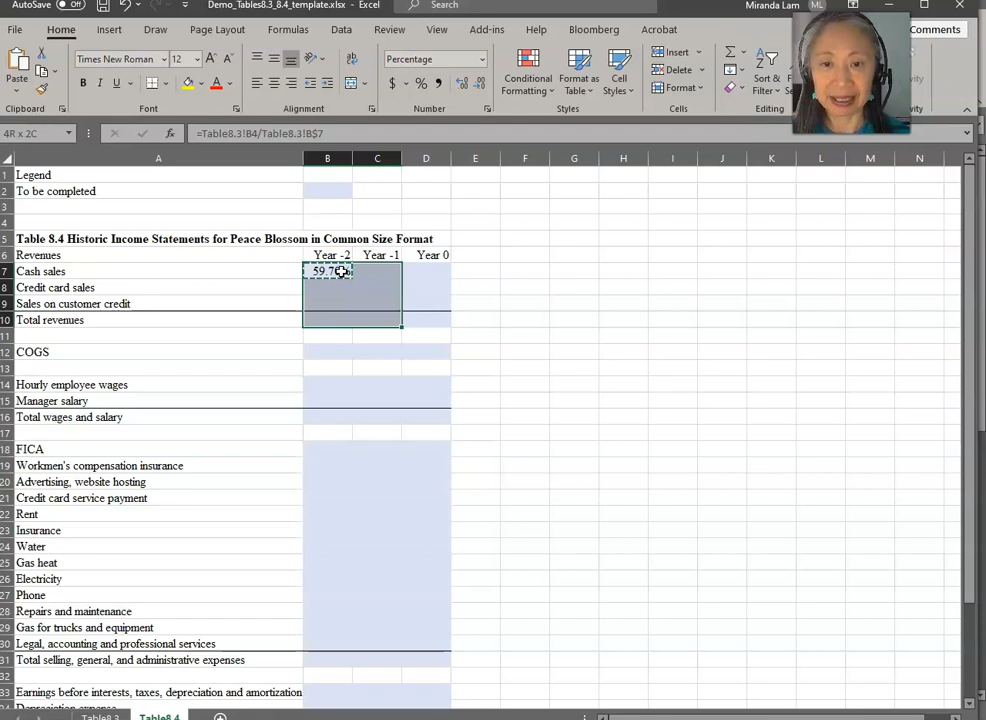 AutoSave Off Demo_Tables8.3_8.4_template.xlsx - Excel Search Miranda Lam ML
File Home Insert Draw Page Layout Formulas Data Review View Add-ins Help Bloomberg Acrobat Comments
Paste Times New Roman 12 Percentage Conditional Formatting Format as Table Cell Styles Insert Delete Format Sort & Filter
Clipboard Font Alignment Number Styles Cells Editing
4R x 2C =Table8.3!B4/Table8.3!B$7
A B C D E F G H I J K L M N
1 Legend
2 To be completed
3
4
5 Table 8.4 Historic Income Statements for Peace Blossom in Common Size Format
6 Revenues Year -2 Year -1 Year 0
7 Cash sales
8 Credit card sales
9 Sales on customer credit
10 Total revenues
11
12 COGS
13
14 Hourly employee wages
15 Manager salary
16 Total wages and salary
17
18 FICA
19 Workmen's compensation insurance
20 Advertising, website hosting
21 Credit card service payment
22 Rent
23 Insurance
24 Water
25 Gas heat
26 Electricity
27 Phone
28 Repairs and maintenance
29 Gas for trucks and equipment
30 Legal, accounting and professional services
31 Total selling, general, and administrative expenses
32
33 Earnings before interests, taxes, depreciation and amortization
Depreciation expense
Table8.3 Table8.4